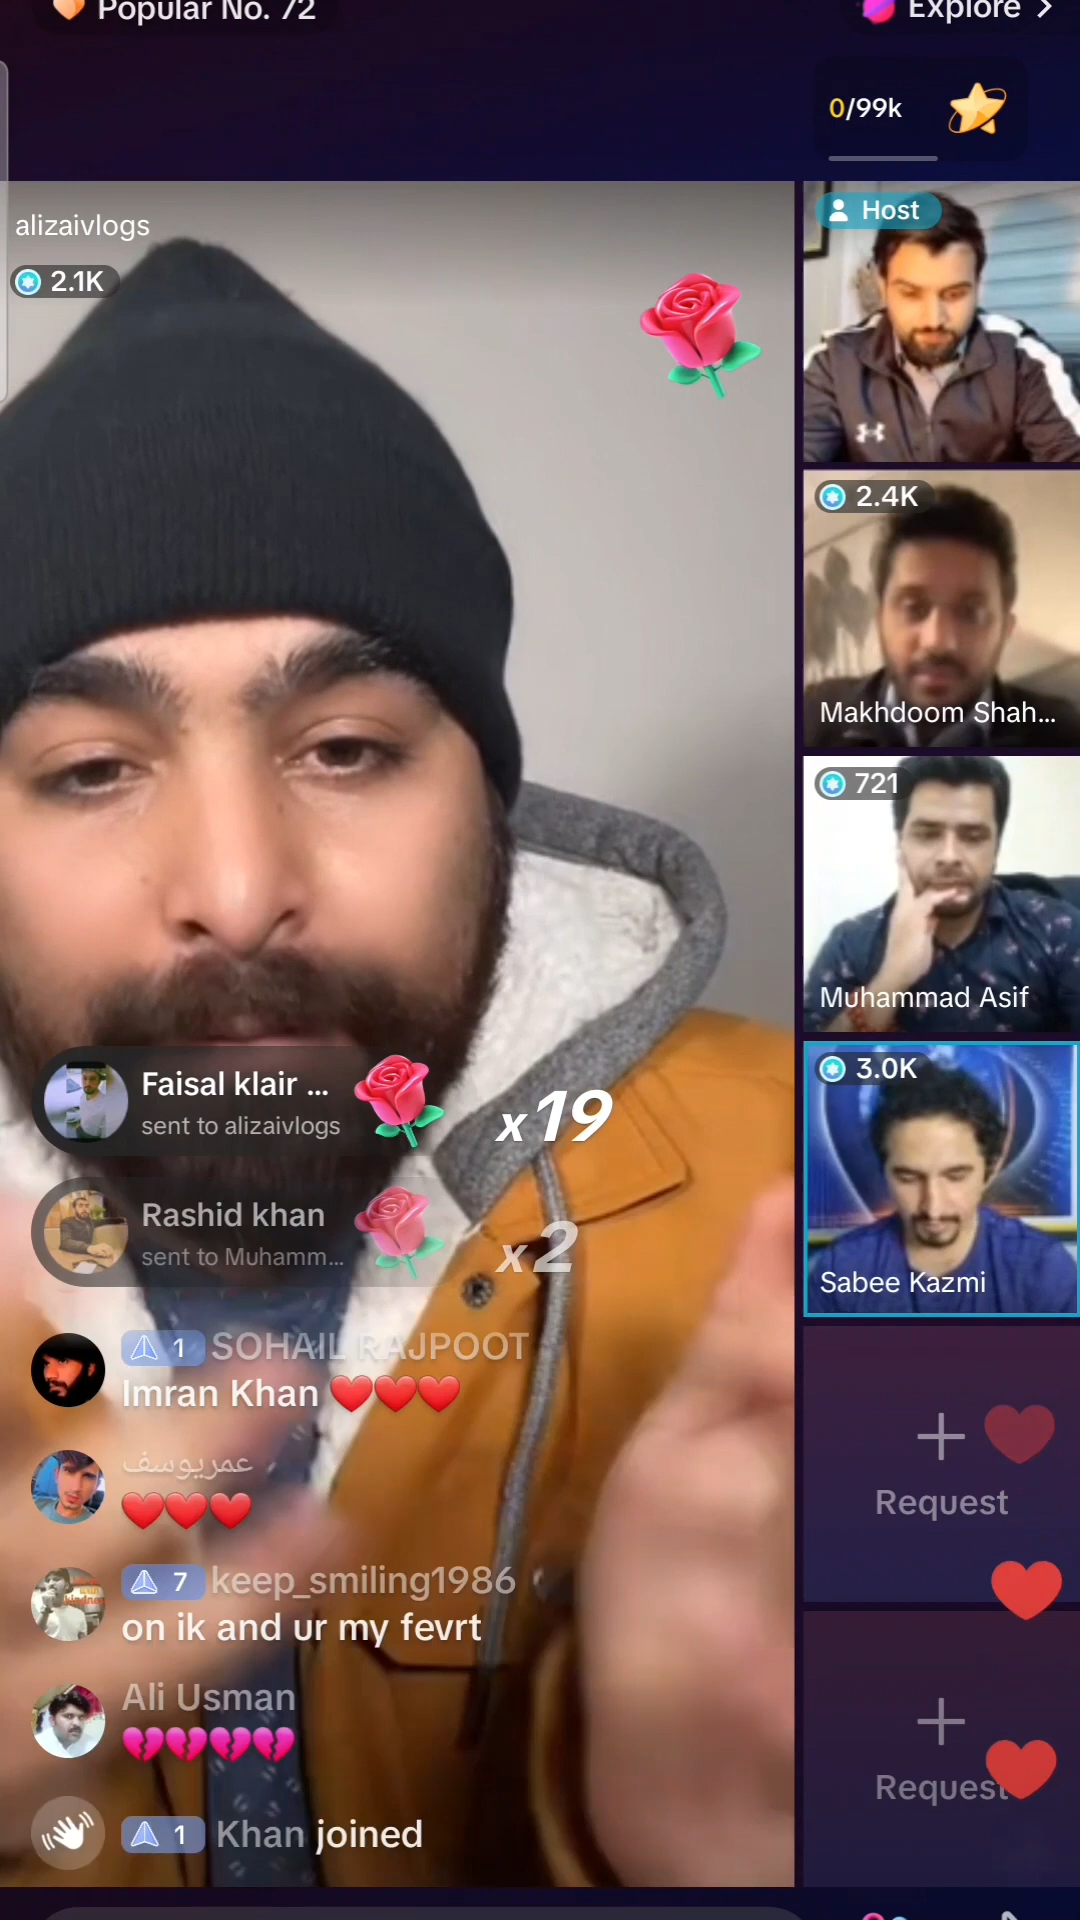 Popular No. 72
Explore >
0/99k
alizaivlogs
2.1K
Host
2.4K
Makhdoom Shah...
721
Muhammad Asif
3.0K
Sabee Kazmi
Faisal klair ...
sent to alizaivlogs
x19
Rashid khan
sent to Muhamm...
x2
1 SOHAIL RAJPOOT
Imran Khan ❤️❤️❤️
عمریوسف
❤️❤️❤️
7 keep_smiling1986
on ik and ur my fevrt
Ali Usman
💔💔💔💔
1 Khan joined
+
Request
+
Request